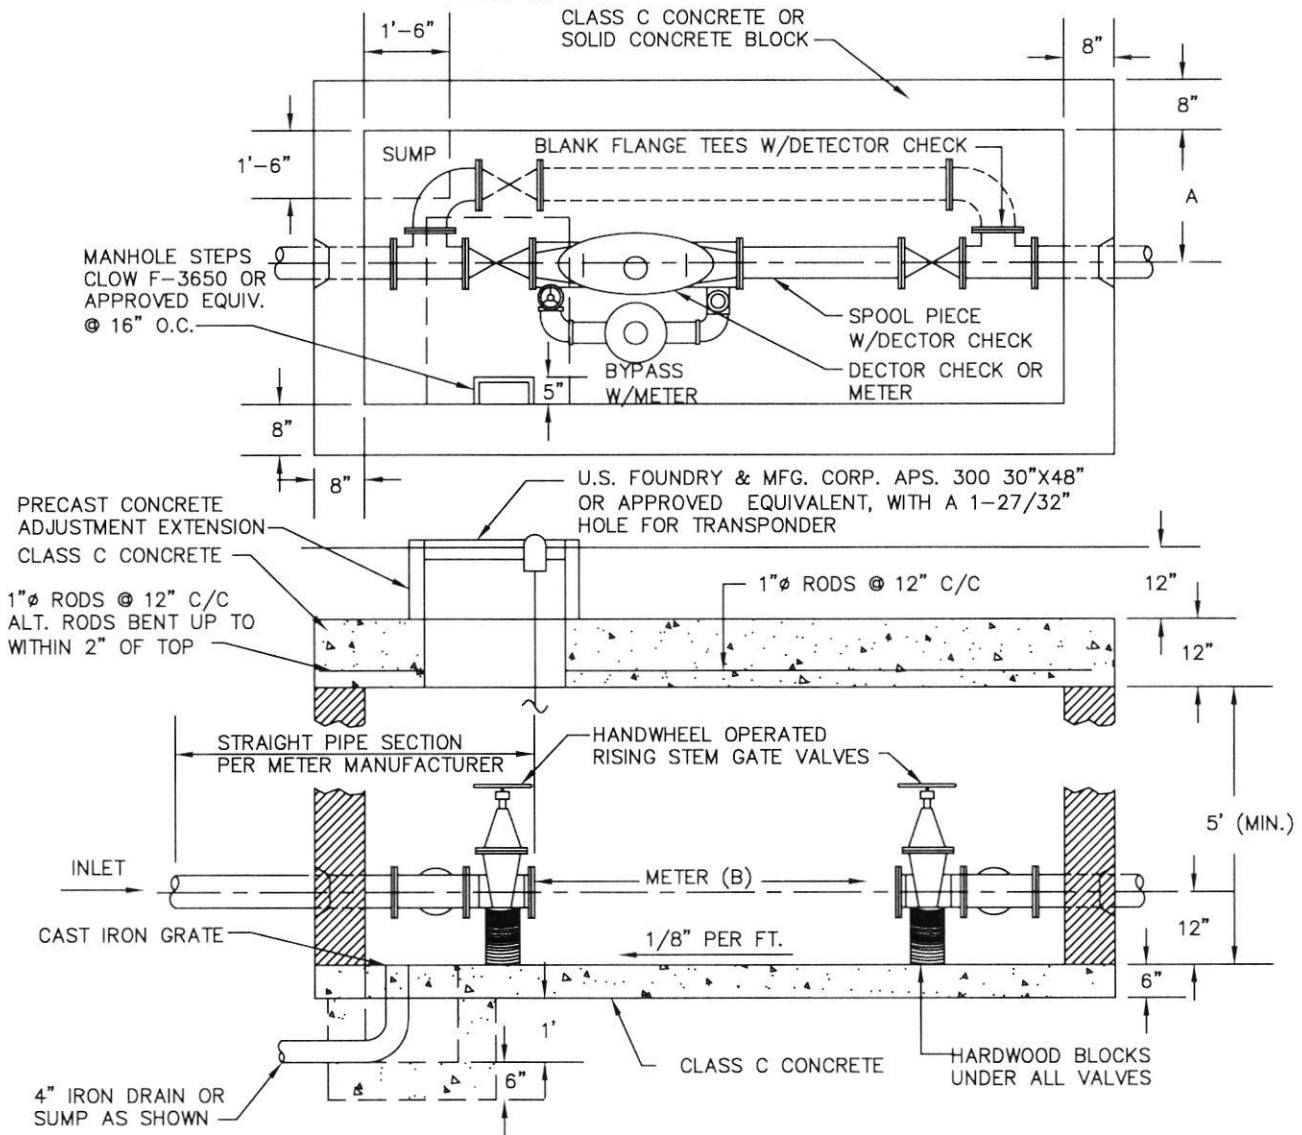 CLASS C CONCRETE OR
SOLID CONCRETE BLOCK
1'-6"
8"
8"
1'-6"
SUMP
BLANK FLANGE TEES W/DETECTOR CHECK
A
MANHOLE STEPS
CLOW F-3650 OR
APPROVED EQUIV.
@ 16" O.C.
SPOOL PIECE
W/DECTOR CHECK
DECTOR CHECK OR
METER
BYPASS
W/METER
5"
8"
8"
U.S. FOUNDRY & MFG. CORP. APS. 300 30"X48"
OR APPROVED EQUIVALENT, WITH A 1-27/32"
HOLE FOR TRANSPONDER
PRECAST CONCRETE
ADJUSTMENT EXTENSION
CLASS C CONCRETE
1"ø RODS @ 12" C/C
ALT. RODS BENT UP TO
WITHIN 2" OF TOP
1"ø RODS @ 12" C/C
12"
12"
STRAIGHT PIPE SECTION
PER METER MANUFACTURER
HANDWHEEL OPERATED
RISING STEM GATE VALVES
5' (MIN.)
INLET
METER (B)
12"
CAST IRON GRATE
1/8" PER FT.
6"
1'
6"
CLASS C CONCRETE
HARDWOOD BLOCKS
UNDER ALL VALVES
4" IRON DRAIN OR
SUMP AS SHOWN